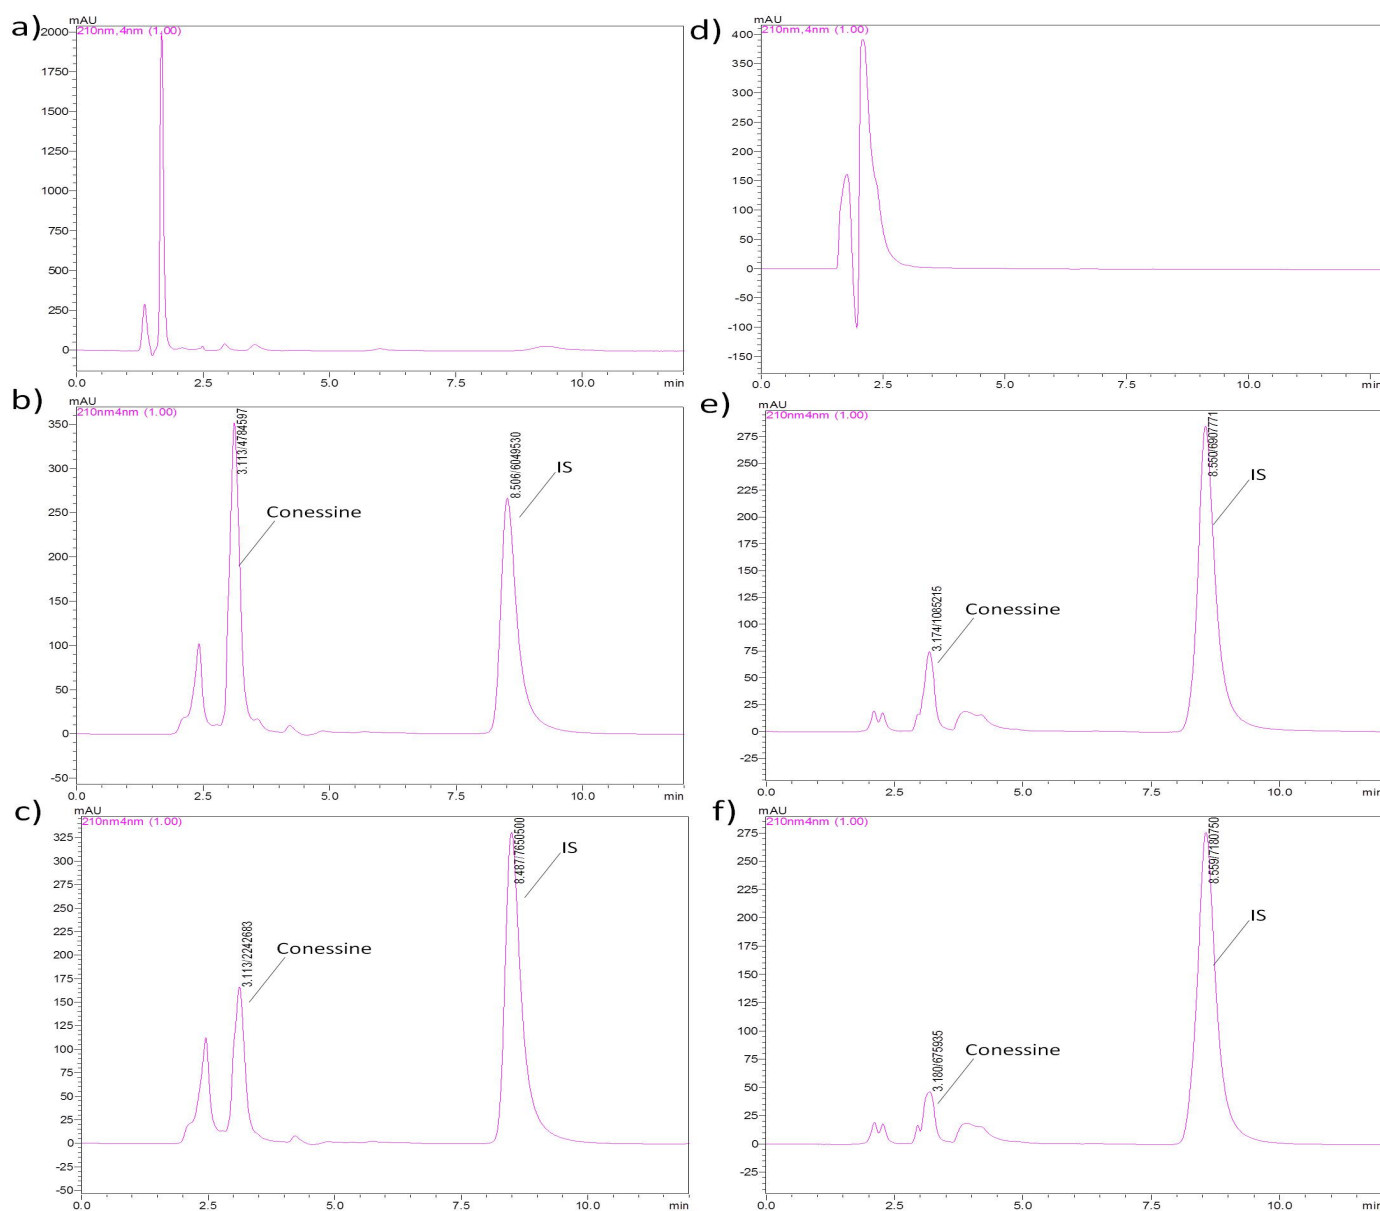 a)
mAU
210nm,4nm (1.00)
2000
1750
1500
1250
1000
750
500
250
0
0.0 2.5 5.0 7.5 10.0 min
b)
mAU
210nm4nm (1.00)
350
300
250
200
150
100
50
0
-50
3.113/4784597
Conessine
8.506/6049530
IS
0.0 2.5 5.0 7.5 10.0 min
c)
mAU
210nm4nm (1.00)
325
300
275
250
225
200
175
150
125
100
75
50
25
0
-25
-50
3.113/2242683
Conessine
8.487/7650500
IS
0.0 2.5 5.0 7.5 10.0 min
d)
mAU
210nm,4nm (1.00)
400
350
300
250
200
150
100
50
0
-50
-100
-150
0.0 2.5 5.0 7.5 10.0 min
e)
mAU
210nm4nm (1.00)
275
250
225
200
175
150
125
100
75
50
25
0
-25
3.174/1085215
Conessine
8.550/6907771
IS
0.0 2.5 5.0 7.5 10.0 min
f)
mAU
210nm4nm (1.00)
275
250
225
200
175
150
125
100
75
50
25
0
-25
3.180/675935
Conessine
8.559/7180750
IS
0.0 2.5 5.0 7.5 10.0 min